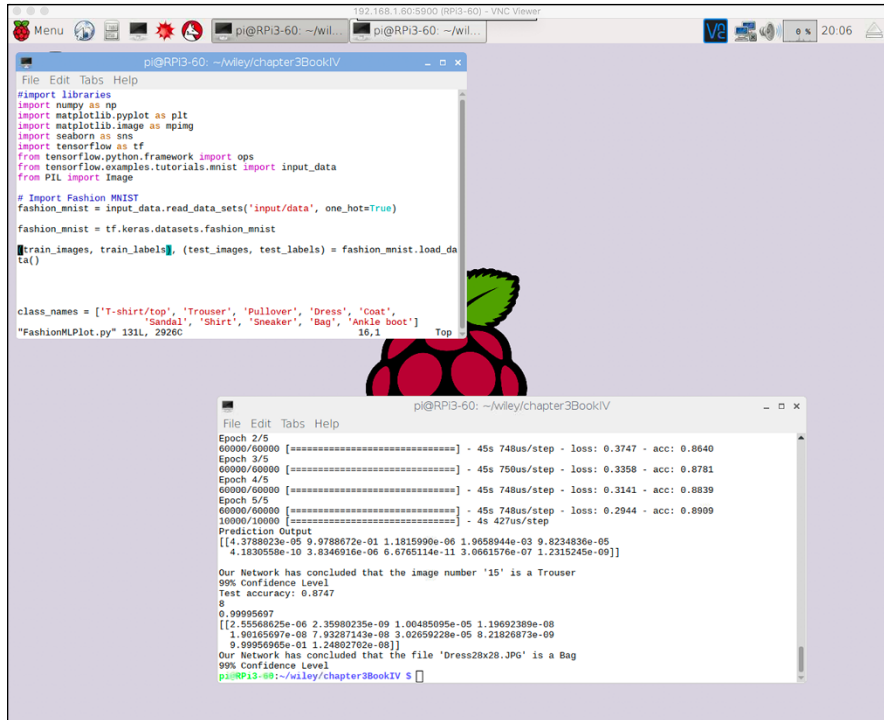 192.168.1.60:5900 (RPi3-60) - VNC Viewer
Menu pi@RPi3-60: ~/wil... pi@RPi3-60: ~/wil... 0 % 20:06
pi@RPi3-60: ~/wiley/chapter3BookIV
File Edit Tabs Help
#import libraries
import numpy as np
import matplotlib.pyplot as plt
import matplotlib.image as mpimg
import seaborn as sns
import tensorflow as tf
from tensorflow.python.framework import ops
from tensorflow.examples.tutorials.mnist import input_data
from PIL import Image
# Import Fashion MNIST
fashion_mnist = input_data.read_data_sets('input/data', one_hot=True)
fashion_mnist = tf.keras.datasets.fashion_mnist
(train_images, train_labels), (test_images, test_labels) = fashion_mnist.load_da
ta()
class_names = ['T-shirt/top', 'Trouser', 'Pullover', 'Dress', 'Coat',
'Sandal', 'Shirt', 'Sneaker', 'Bag', 'Ankle boot']
"FashionMLPlot.py" 131L, 2926C 16,1 Top
pi@RPi3-60: ~/wiley/chapter3BookIV
File Edit Tabs Help
Epoch 2/5
60000/60000 [==============================] - 45s 748us/step - loss: 0.3747 - acc: 0.8640
Epoch 3/5
60000/60000 [==============================] - 45s 750us/step - loss: 0.3358 - acc: 0.8781
Epoch 4/5
60000/60000 [==============================] - 45s 748us/step - loss: 0.3141 - acc: 0.8839
Epoch 5/5
60000/60000 [==============================] - 45s 748us/step - loss: 0.2944 - acc: 0.8909
10000/10000 [==============================] - 4s 427us/step
Prediction Output
[[4.3788023e-05 9.9788672e-01 1.1815990e-06 1.9658944e-03 9.8234836e-05
4.1830558e-10 3.8346916e-06 6.6765114e-11 3.0661576e-07 1.2315245e-09]]
Our Network has concluded that the image number '15' is a Trouser
99% Confidence Level
Test accuracy: 0.8747
8
0.99995697
[[2.55568625e-06 2.35980235e-09 1.00485095e-05 1.19692389e-08
1.90165697e-08 7.93287143e-08 3.02659228e-05 8.21826873e-09
9.99956965e-01 1.24802702e-08]]
Our Network has concluded that the file 'Dress28x28.JPG' is a Bag
99% Confidence Level
pi@RPi3-60:~/wiley/chapter3BookIV $